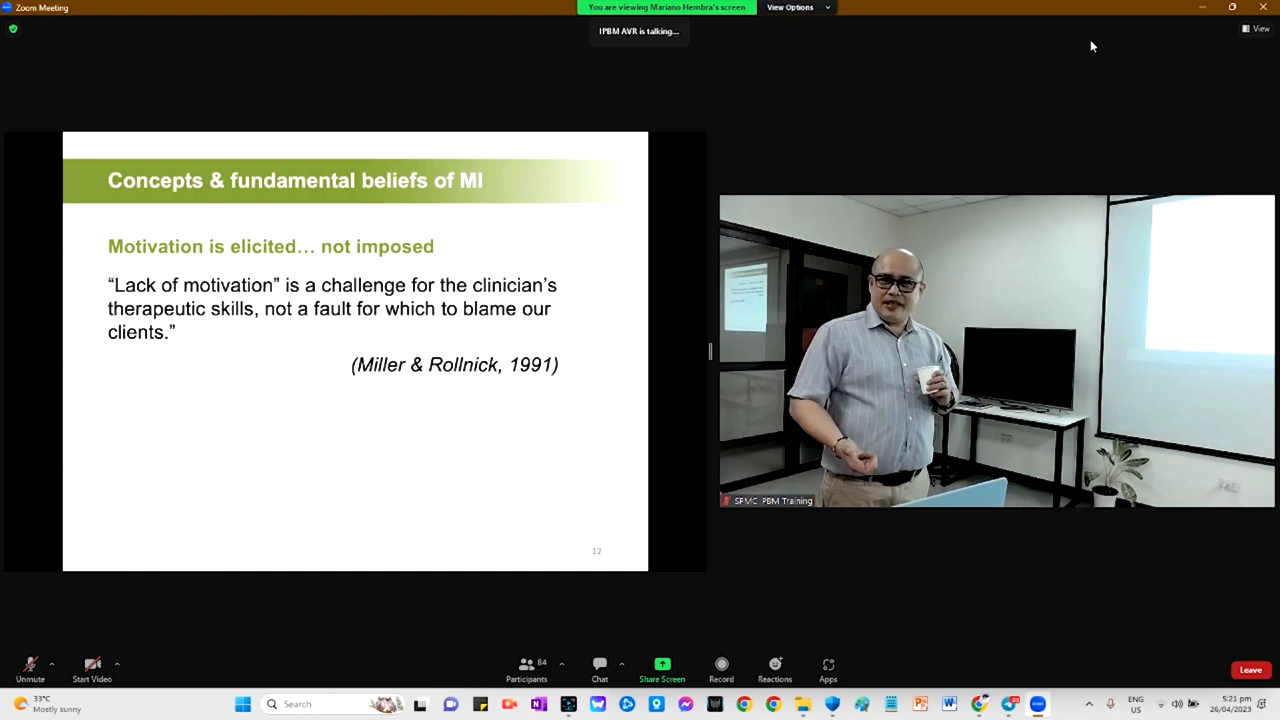 Zoom Meeting
You are viewing Mariano Hembra's screen
View Options
IPBM AVR is talking...
View
Concepts & fundamental beliefs of MI
Motivation is elicited… not imposed
“Lack of motivation” is a challenge for the clinician’s
therapeutic skills, not a fault for which to blame our
clients.”
(Miller & Rollnick, 1991)
12
SPMC_IPBM Training
Unmute
Start Video
84
Participants
Chat
Share Screen
Record
Reactions
Apps
Leave
33°C
Mostly sunny
Search
ENG
US
5:21 pm
26/04/2023